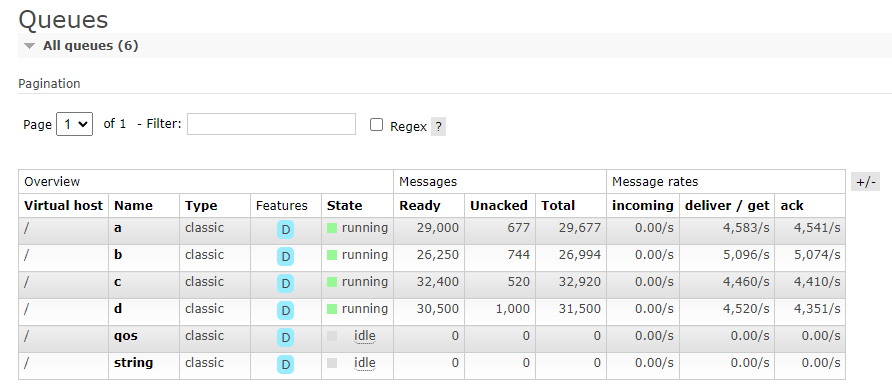 Queues
All queues (6)
Pagination
Page 1 of 1 - Filter: Regex ?
Overview Messages Message rates +/-
Virtual host Name Type Features State Ready Unacked Total incoming deliver / get ack
/ a classic D running 29,000 677 29,677 0.00/s 4,583/s 4,541/s
/ b classic D running 26,250 744 26,994 0.00/s 5,096/s 5,074/s
/ c classic D running 32,400 520 32,920 0.00/s 4,460/s 4,410/s
/ d classic D running 30,500 1,000 31,500 0.00/s 4,520/s 4,351/s
/ qos classic D idle 0 0 0 0.00/s 0.00/s 0.00/s
/ string classic D idle 0 0 0 0.00/s 0.00/s 0.00/s